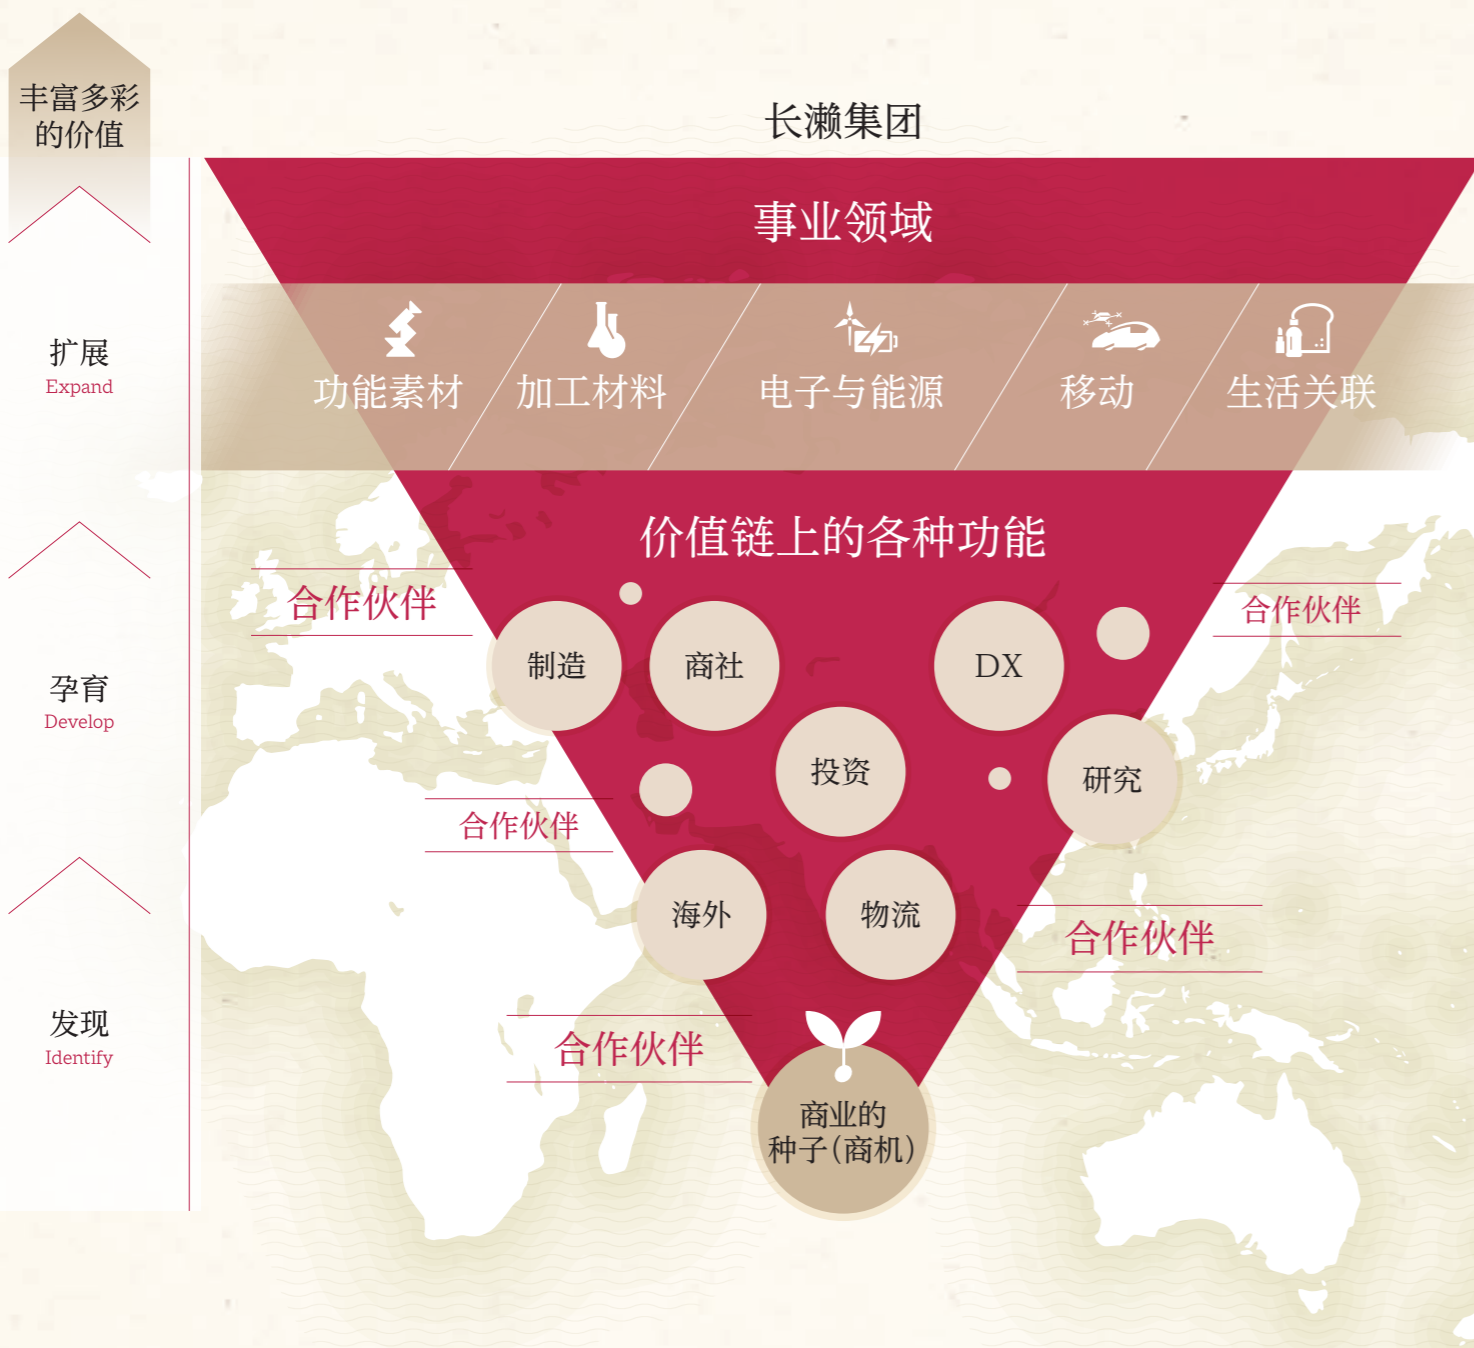 丰富多彩
的价值
长濑集团
事业领域
扩展
Expand
功能素材
加工材料
电子与能源
移动
生活关联
价值链上的各种功能
合作伙伴
合作伙伴
孕育
Develop
制造
商社
DX
投资
研究
合作伙伴
海外
物流
合作伙伴
发现
Identify
合作伙伴
商业的
种子(商机)